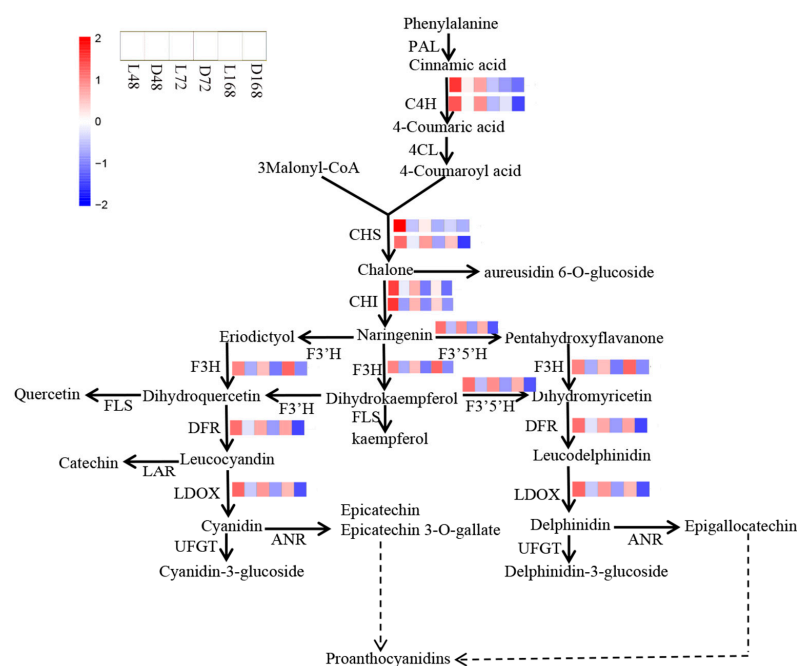 Phenylalanine
PAL
Cinnamic acid
C4H
4-Coumaric acid
4CL
3Malonyl-CoA
4-Coumaroyl acid
2
1
0
−1
−2
L48
D48
L72
D72
L168
D168
CHS
Chalone
aureusidin 6-O-glucoside
CHI
Eriodictyol
Naringenin
Pentahydroxyflavanone
F3'H
F3'5'H
F3H
F3H
F3H
Quercetin
Dihydroquercetin
Dihydrokaempferol
Dihydromyricetin
FLS
F3'H
FLS
F3'5'H
kaempferol
DFR
DFR
Catechin
Leucocyandin
Leucodelphinidin
LAR
LDOX
LDOX
Epicatechin
Cyanidin
Epicatechin 3-O-gallate
Delphinidin
Epigallocatechin
ANR
ANR
UFGT
UFGT
Cyanidin-3-glucoside
Delphinidin-3-glucoside
Proanthocyanidins